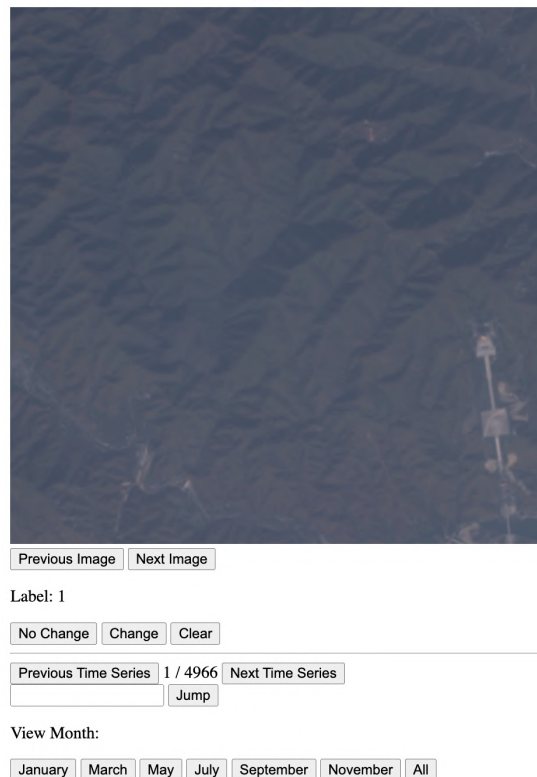 Previous Image Next Image
Label: 1
No Change Change Clear
Previous Time Series 1 / 4966 Next Time Series
Jump
View Month:
January March May July September November All